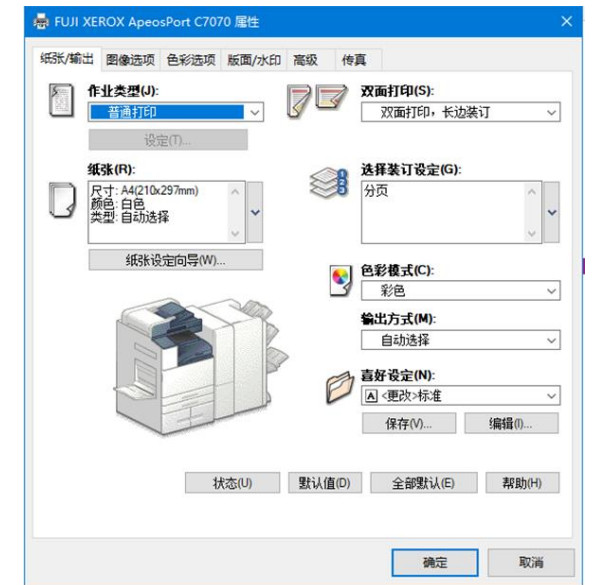 FUJI XEROX ApeosPort C7070 属性
纸张/输出 图像选项 色彩选项 版面/水印 高级 传真
作业类型(J):
普通打印
设定(T)...
纸张(R):
尺寸: A4(210x297mm)
颜色: 白色
类型: 自动选择
纸张设定向导(W)...
双面打印(S):
双面打印，长边装订
选择装订设定(G):
分页
色彩模式(C):
彩色
输出方式(M):
自动选择
喜好设定(N):
A <更改>标准
保存(V)... 编辑(I)...
状态(U) 默认值(D) 全部默认(E) 帮助(H)
确定 取消